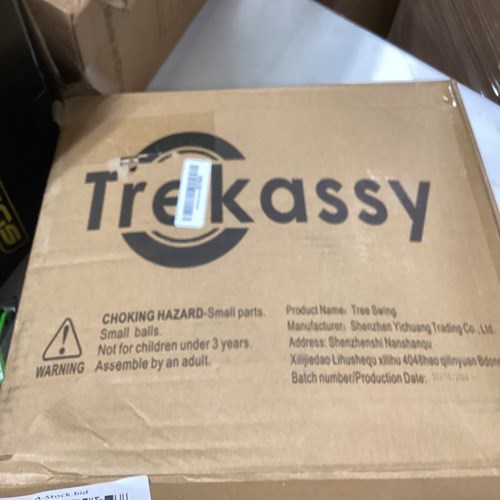 Trekassy
CHOKING HAZARD-Small parts.
Small balls.
Not for children under 3 years.
Assemble by an adult.
WARNING
Product Name: Tree Swing
Manufacturer: Shenzhen Yichuang Trading Co.,Ltd.
Address: Shenzhenshi Nanshanqu
Xilijiedao Lihushequ xilihu 4048hao qilinyuan Bdong
Batch number/Production Date: